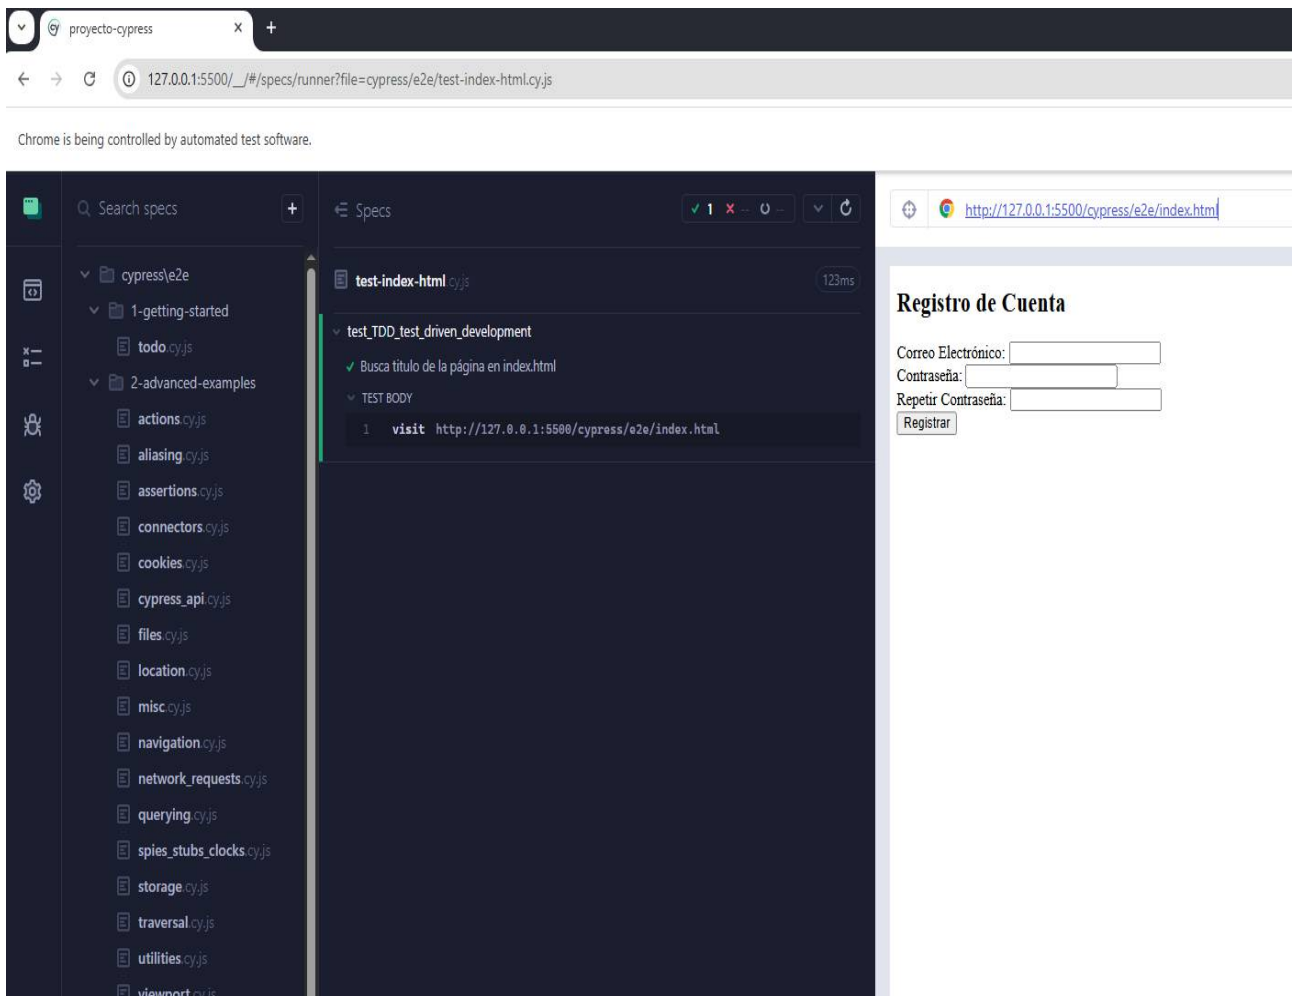 proyecto-cypress
127.0.0.1:5500/__/#/specs/runner?file=cypress/e2e/test-index-html.cy.js
Chrome is being controlled by automated test software.
Search specs
+
cypress\e2e
1-getting-started
todo.cy.js
2-advanced-examples
actions.cy.js
aliasing.cy.js
assertions.cy.js
connectors.cy.js
cookies.cy.js
cypress_api.cy.js
files.cy.js
location.cy.js
misc.cy.js
navigation.cy.js
network_requests.cy.js
querying.cy.js
spies_stubs_clocks.cy.js
storage.cy.js
traversal.cy.js
utilities.cy.js
viewport.cy.js
Specs
1 -- --
test-index-html.cy.js 123ms
test_TDD_test_driven_development
Busca titulo de la página en index.html
TEST BODY
1 visit http://127.0.0.1:5500/cypress/e2e/index.html
http://127.0.0.1:5500/cypress/e2e/index.html
Registro de Cuenta
Correo Electrónico:
Contraseña:
Repetir Contraseña:
Registrar